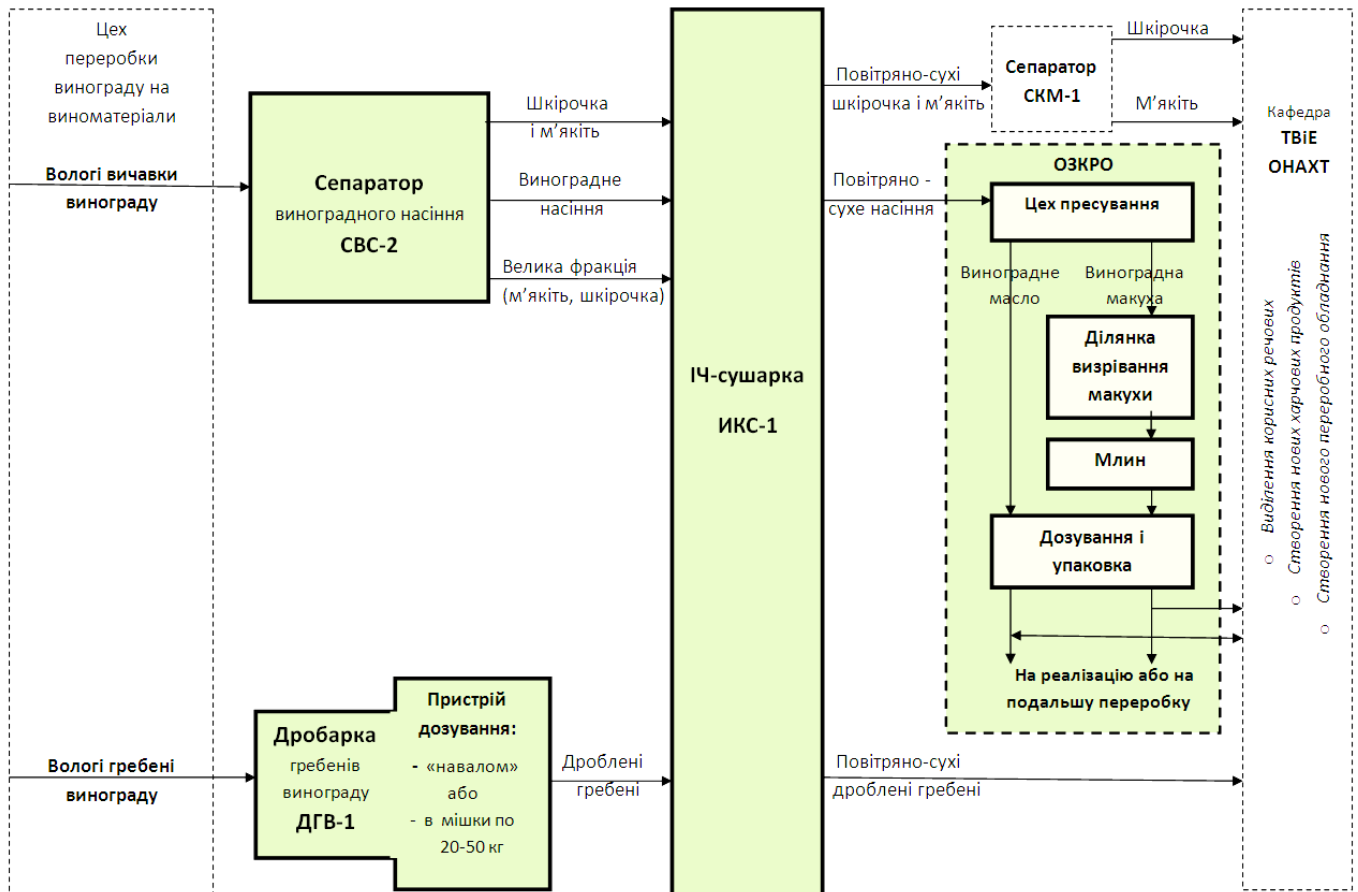 Цех
переробки
винограду на
виноматеріали
Вологі вичавки
винограду
Сепаратор
виноградного насіння
СВС-2
Шкірочка
і м’якіть
Виноградне
насіння
Велика фракція
(м’якіть, шкірочка)
ІЧ-сушарка
ИКС-1
Повітряно-сухі
шкірочка і м’якіть
Сепаратор
СКМ-1
Шкірочка
М’якіть
Кафедра
ТВіЕ
ОНАХТ
Повітряно -
сухе насіння
ОЗКРО
Цех пресування
Виноградне
масло
Виноградна
макуха
Ділянка
визрівання
макухи
Млин
Дозування і
упаковка
На реалізацію або на
подальшу переробку
o Виділення корисних речових
o Створення нових харчових продуктів
o Створення нового переробного обладнання
Вологі гребені
винограду
Дробарка
гребенів
винограду
ДГВ-1
Пристрій
дозування:
- «навалом»
або
- в мішки по
20-50 кг
Дроблені
гребені
Повітряно-сухі
дроблені гребені